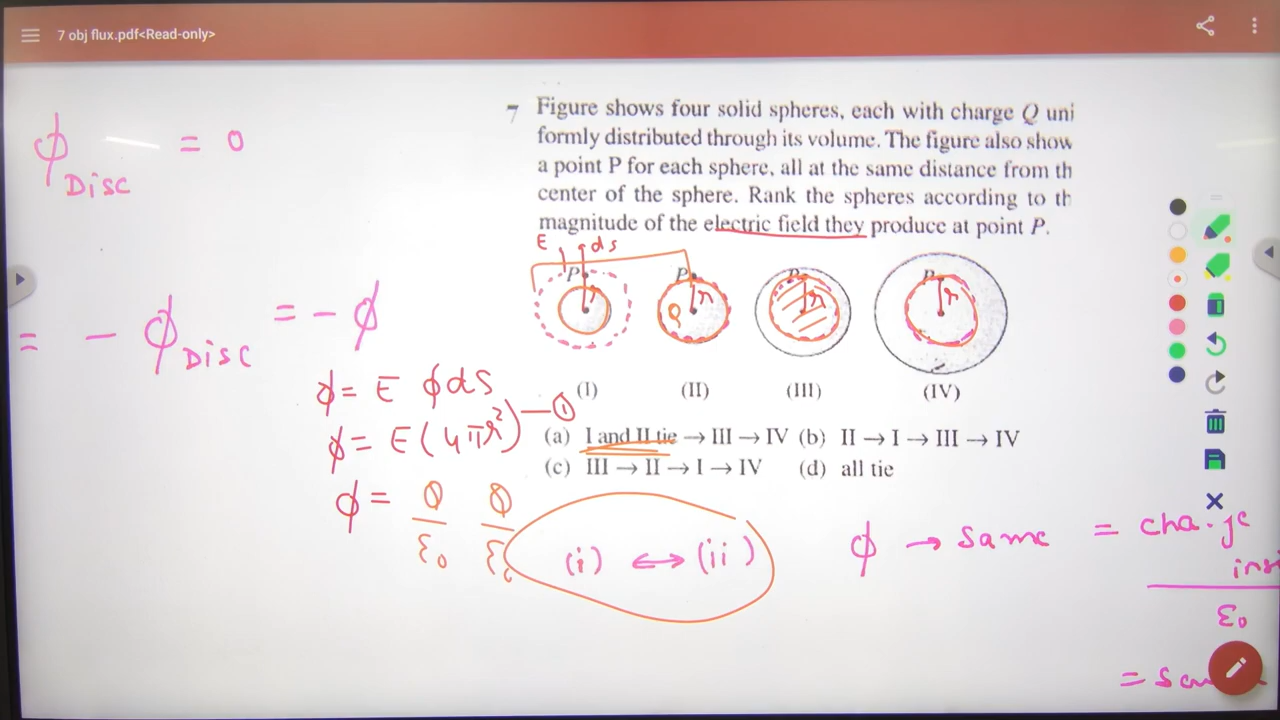 7 obj flux.pdf<Read-only>
ϕ Disc = 0
= - ϕ Disc = - ϕ
7 Figure shows four solid spheres, each with charge Q uni
formly distributed through its volume. The figure also show
a point P for each sphere, all at the same distance from th
center of the sphere. Rank the spheres according to th
magnitude of the electric field they produce at point P.
E ds
P r P r P r P r
Q
(I) (II) (III) (IV)
ϕ = E ∮ds
ϕ = E(4πr²) — ①
(a) I and II tie → III → IV (b) II → I → III → IV
(c) III → II → I → IV (d) all tie
ϕ = Q/ε₀ Q/ε₀
(i) ↔ (ii)
ϕ → same = charge
ε₀
=